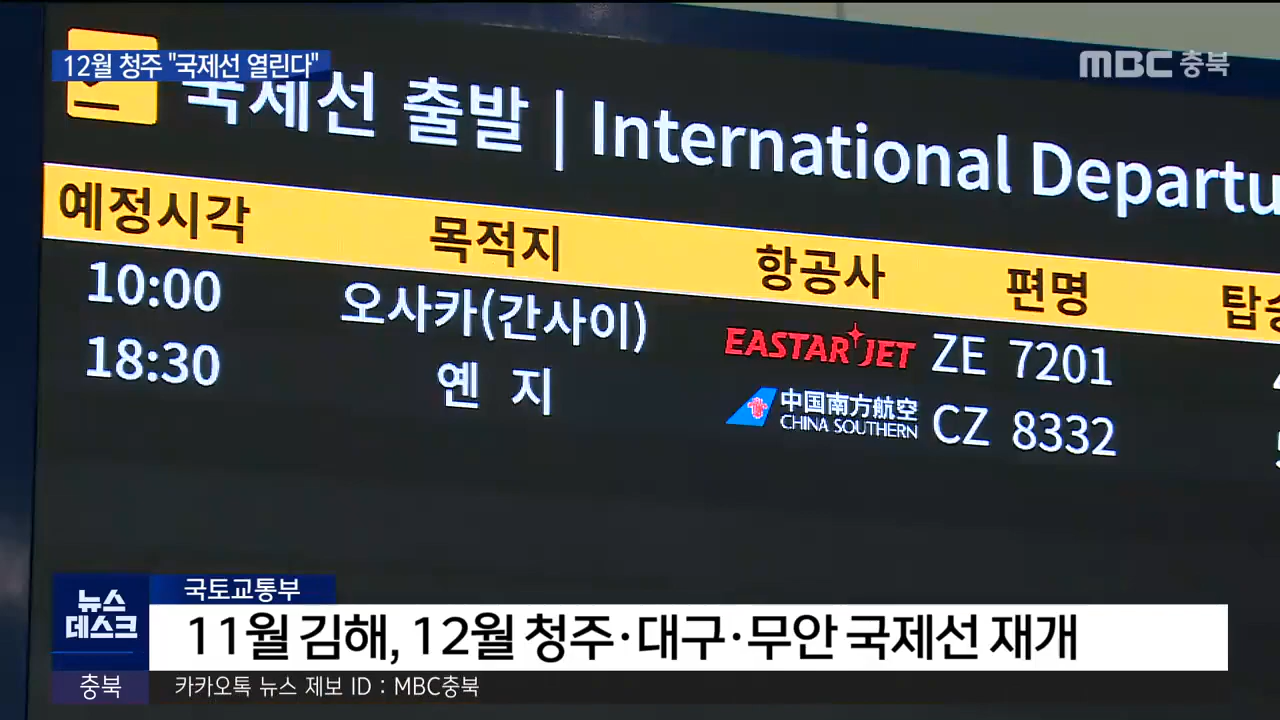 12월 청주 "국제선 열린다"
MBC 충북
국제선 출발 | International Departu
예정시각 목적지 항공사 편명 탑승
10:00 오사카(간사이) EASTAR JET ZE 7201
18:30 옌 지 中国南方航空 CHINA SOUTHERN CZ 8332
뉴스데스크 충북
국토교통부
11월 김해, 12월 청주·대구·무안 국제선 재개
카카오톡 뉴스 제보 ID : MBC충북